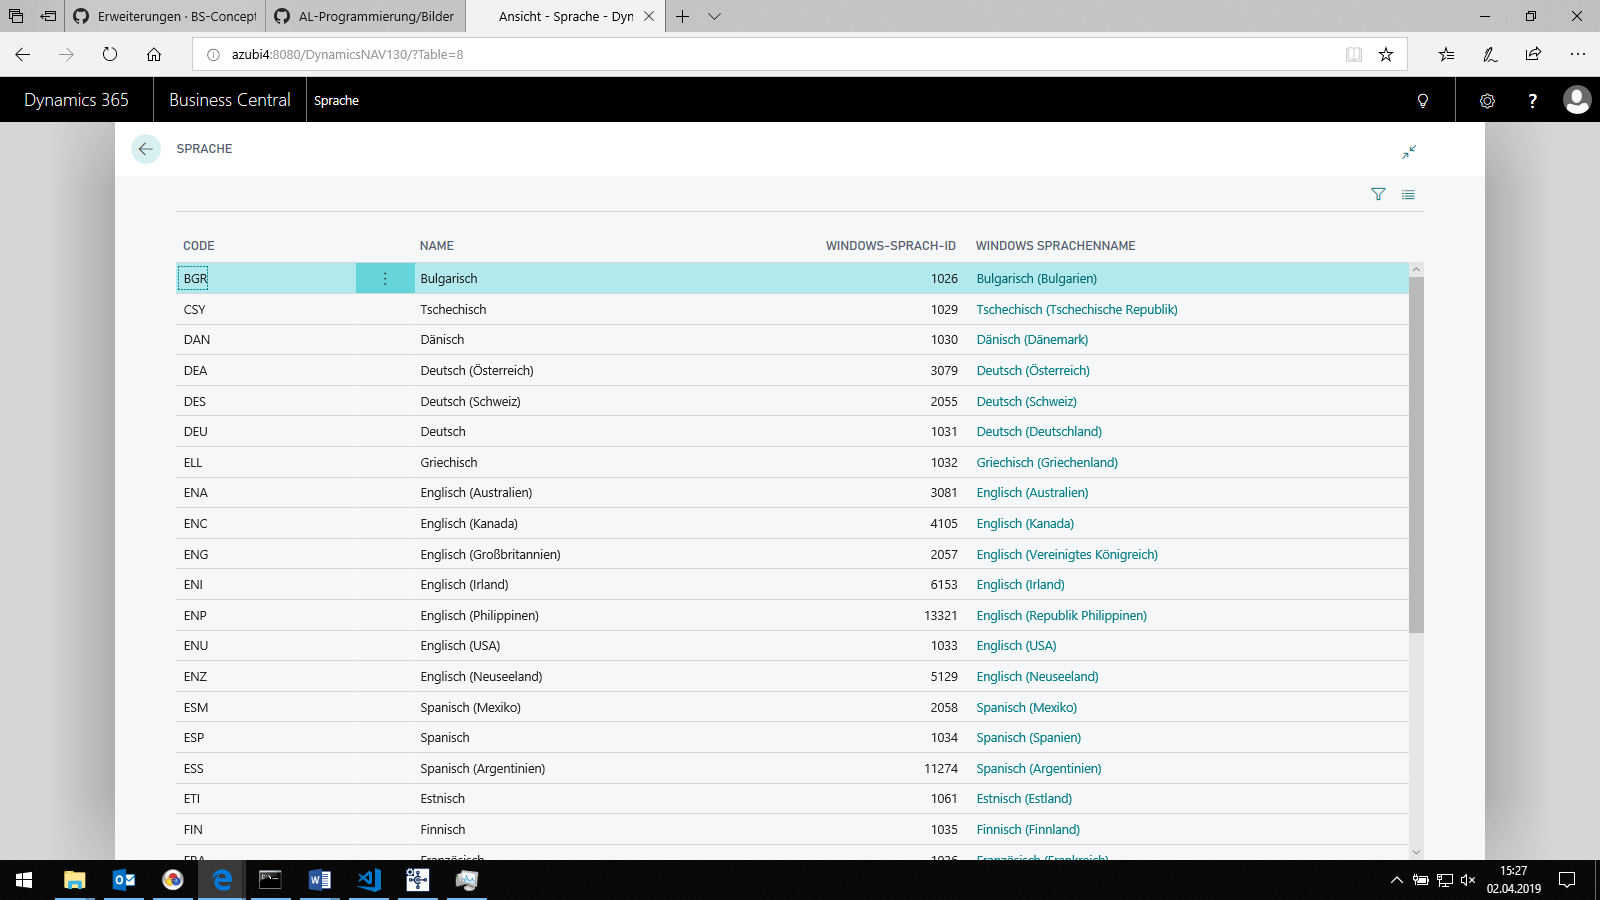 Erweiterungen · BS-Concept
AL-Programmierung/Bilder
Ansicht - Sprache - Dyn
azubi4:8080/DynamicsNAV130/?Table=8
Dynamics 365 Business Central Sprache ?
SPRACHE
CODE NAME WINDOWS-SPRACH-ID WINDOWS SPRACHENNAME
BGR Bulgarisch 1026 Bulgarisch (Bulgarien)
CSY Tschechisch 1029 Tschechisch (Tschechische Republik)
DAN Dänisch 1030 Dänisch (Dänemark)
DEA Deutsch (Österreich) 3079 Deutsch (Österreich)
DES Deutsch (Schweiz) 2055 Deutsch (Schweiz)
DEU Deutsch 1031 Deutsch (Deutschland)
ELL Griechisch 1032 Griechisch (Griechenland)
ENA Englisch (Australien) 3081 Englisch (Australien)
ENC Englisch (Kanada) 4105 Englisch (Kanada)
ENG Englisch (Großbritannien) 2057 Englisch (Vereinigtes Königreich)
ENI Englisch (Irland) 6153 Englisch (Irland)
ENP Englisch (Philippinen) 13321 Englisch (Republik Philippinen)
ENU Englisch (USA) 1033 Englisch (USA)
ENZ Englisch (Neuseeland) 5129 Englisch (Neuseeland)
ESM Spanisch (Mexiko) 2058 Spanisch (Mexiko)
ESP Spanisch 1034 Spanisch (Spanien)
ESS Spanisch (Argentinien) 11274 Spanisch (Argentinien)
ETI Estnisch 1061 Estnisch (Estland)
FIN Finnisch 1035 Finnisch (Finnland)
FRA Französisch 1036 Französisch (Frankreich)
15:27
02.04.2019